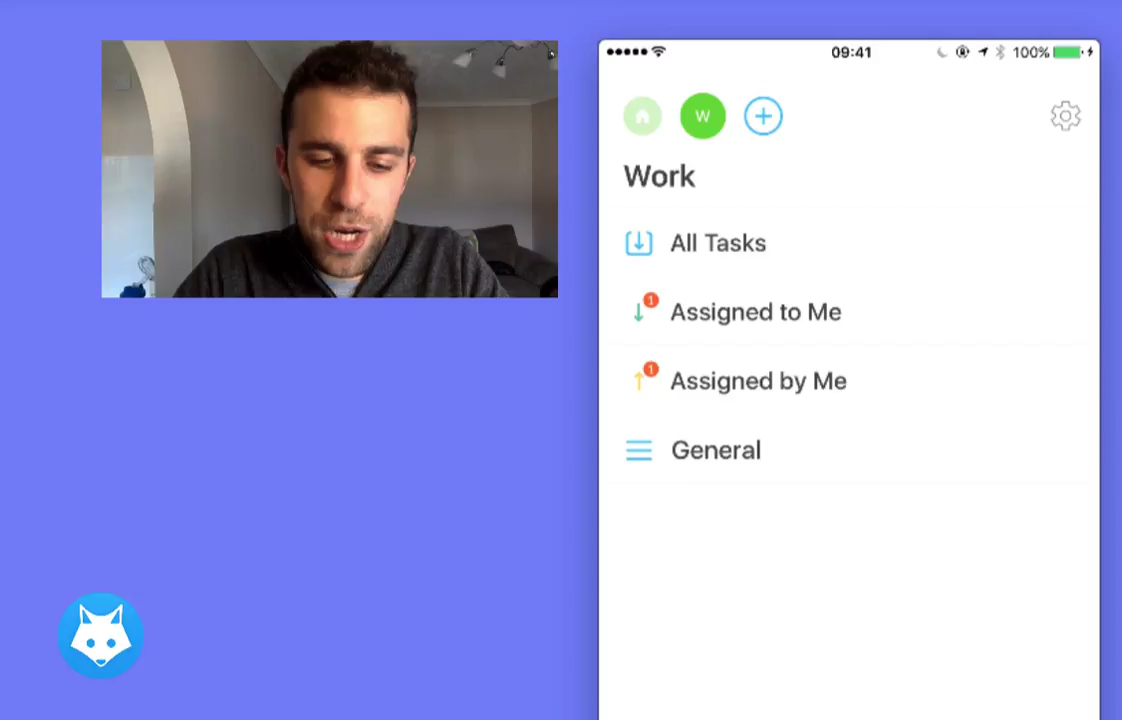 09:41
100%
W
Work
All Tasks
1
Assigned to Me
1
Assigned by Me
General